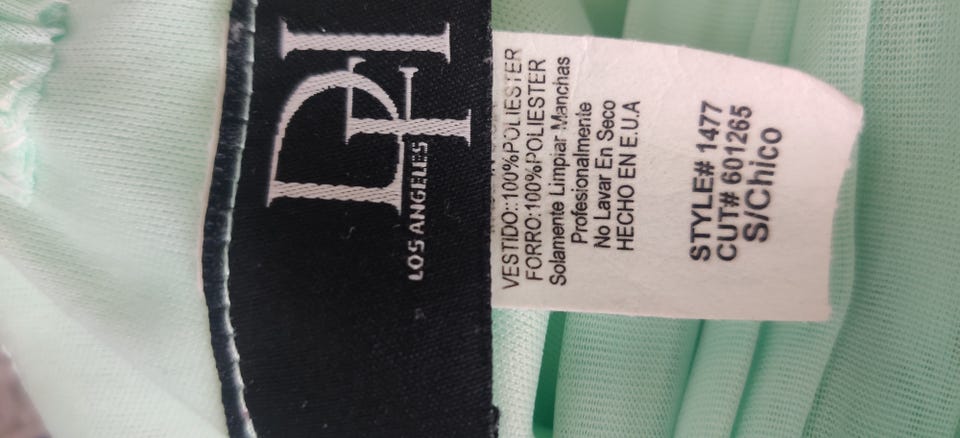 DPI
LOS ANGELES
VESTIDO::100%POLIESTER
FORRO:100%POLIESTER
Solamente Limpiar Manchas
Profesionalmente
No Lavar En Seco
HECHO EN E.U.A
STYLE# 1477
CUT# 601265
S/Chico